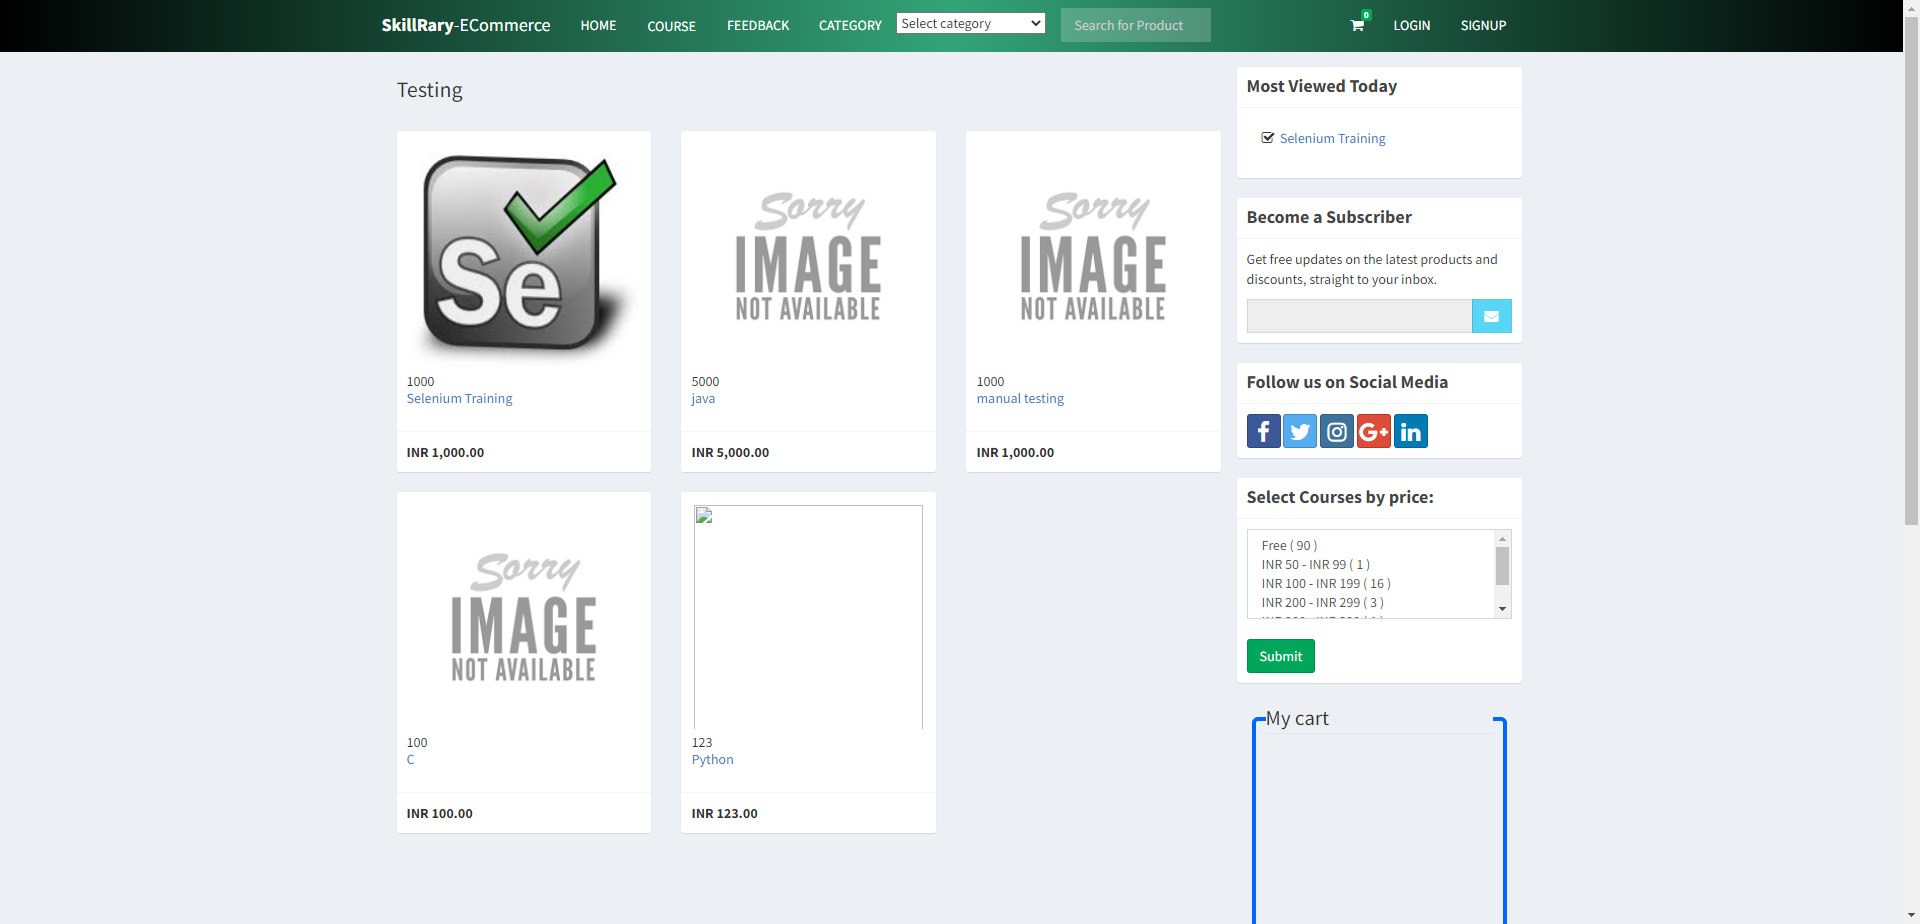 SkillRary-ECommerce HOME COURSE FEEDBACK CATEGORY Select category Search for Product 0 LOGIN SIGNUP
Testing
Se
1000
Selenium Training
INR 1,000.00
Sorry
IMAGE
NOT AVAILABLE
5000
java
INR 5,000.00
Sorry
IMAGE
NOT AVAILABLE
1000
manual testing
INR 1,000.00
Sorry
IMAGE
NOT AVAILABLE
100
C
INR 100.00
123
Python
INR 123.00
Most Viewed Today
Selenium Training
Become a Subscriber
Get free updates on the latest products and
discounts, straight to your inbox.
Follow us on Social Media
f G+ in
Select Courses by price:
Free ( 90 )
INR 50 - INR 99 ( 1 )
INR 100 - INR 199 ( 16 )
INR 200 - INR 299 ( 3 )
Submit
My cart